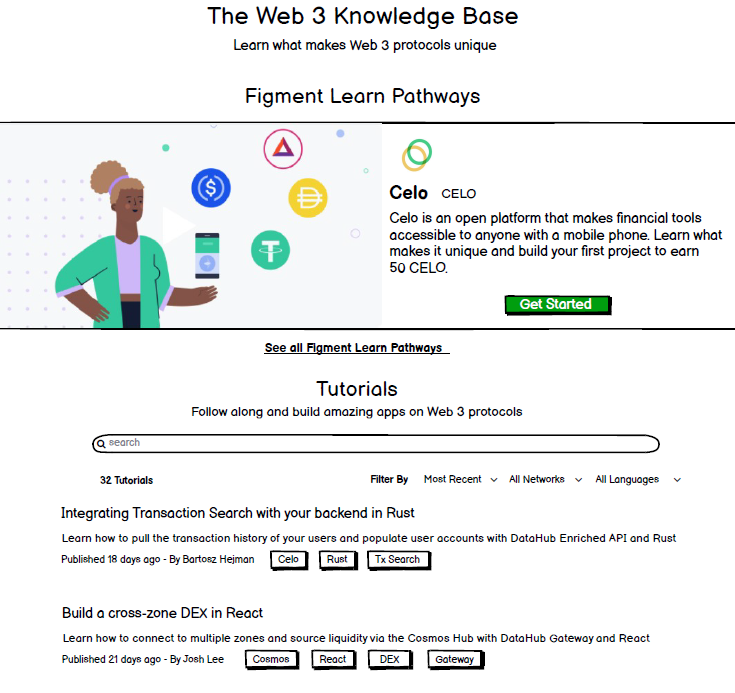 The Web 3 Knowledge Base
Learn what makes Web 3 protocols unique
Figment Learn Pathways
Celo CELO
Celo is an open platform that makes financial tools
accessible to anyone with a mobile phone. Learn what
makes it unique and build your first project to earn
50 CELO.
Get Started
See all Figment Learn Pathways
Tutorials
Follow along and build amazing apps on Web 3 protocols
search
32 Tutorials Filter By Most Recent All Networks All Languages
Integrating Transaction Search with your backend in Rust
Learn how to pull the transaction history of your users and populate user accounts with DataHub Enriched API and Rust
Published 18 days ago - By Bartosz Hejman Celo Rust Tx Search
Build a cross-zone DEX in React
Learn how to connect to multiple zones and source liquidity via the Cosmos Hub with DataHub Gateway and React
Published 21 days ago - By Josh Lee Cosmos React DEX Gateway